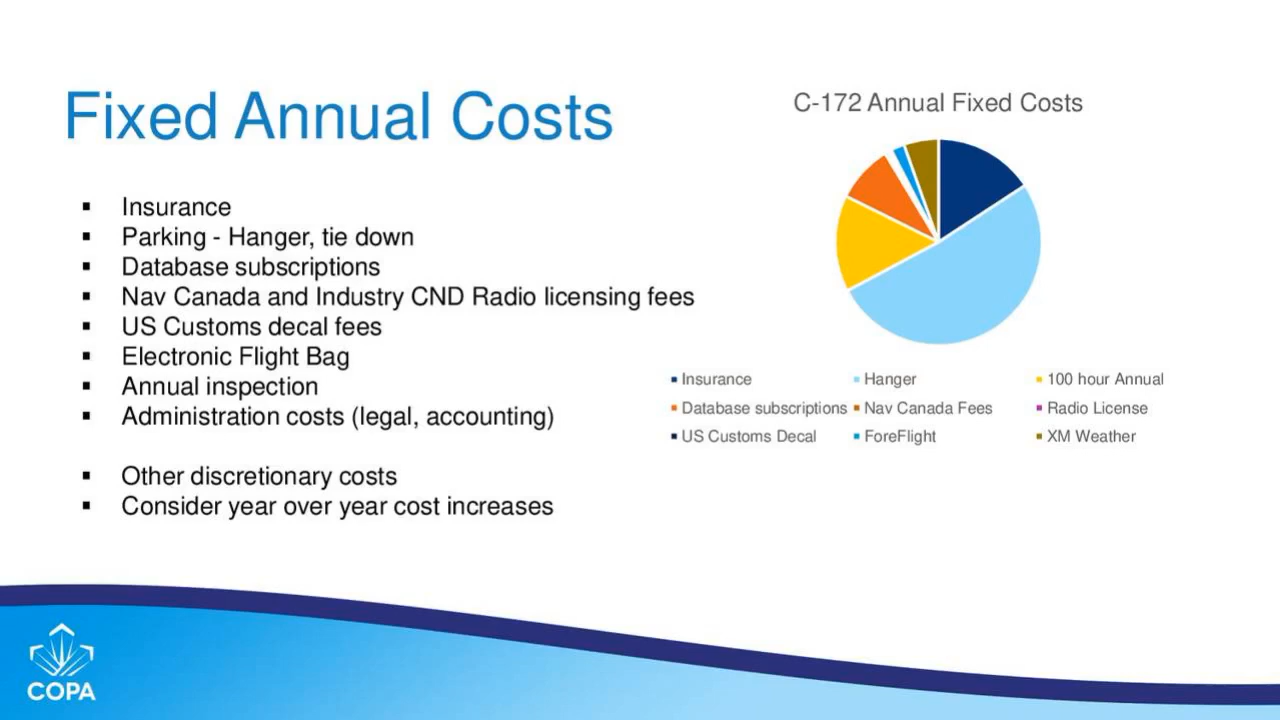 Fixed Annual Costs
▪ Insurance
▪ Parking - Hanger, tie down
▪ Database subscriptions
▪ Nav Canada and Industry CND Radio licensing fees
▪ US Customs decal fees
▪ Electronic Flight Bag
▪ Annual inspection
▪ Administration costs (legal, accounting)
▪ Other discretionary costs
▪ Consider year over year cost increases
C-172 Annual Fixed Costs
Insurance Hanger 100 hour Annual
Database subscriptions Nav Canada Fees Radio License
US Customs Decal ForeFlight XM Weather
COPA